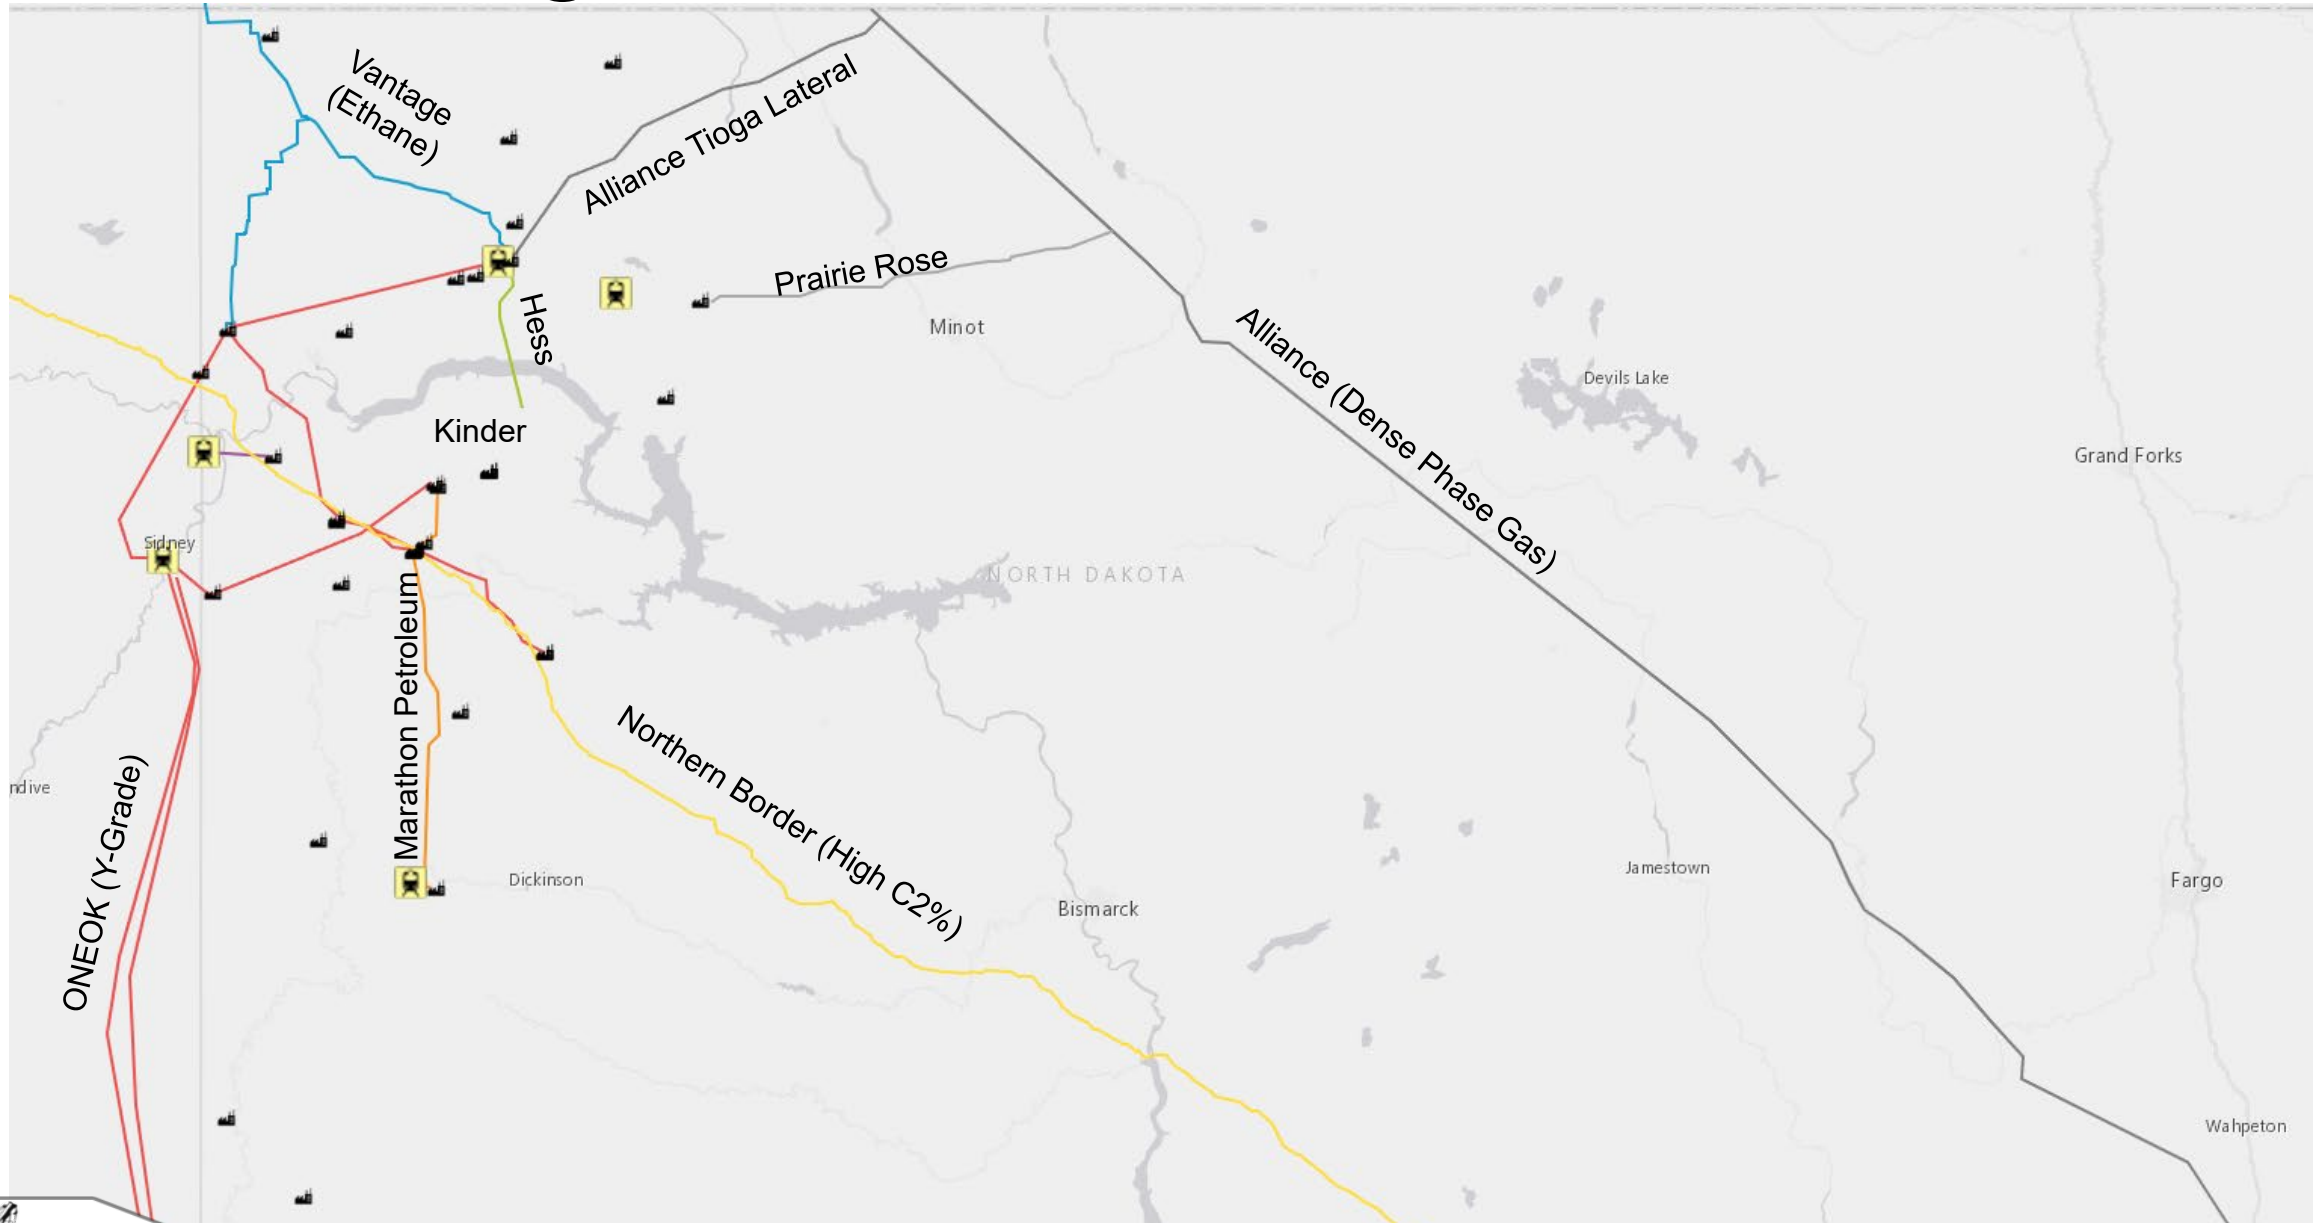 Vantage
(Ethane)
Alliance Tioga Lateral
Prairie Rose
Hess
Minot
Alliance (Dense Phase Gas)
Devils Lake
Kinder
Grand Forks
Sidney
NORTH DAKOTA
Marathon Petroleum
Northern Border (High C2%)
ONEOK (Y-Grade)
ndive
Dickinson
Bismarck
Jamestown
Fargo
Wahpeton